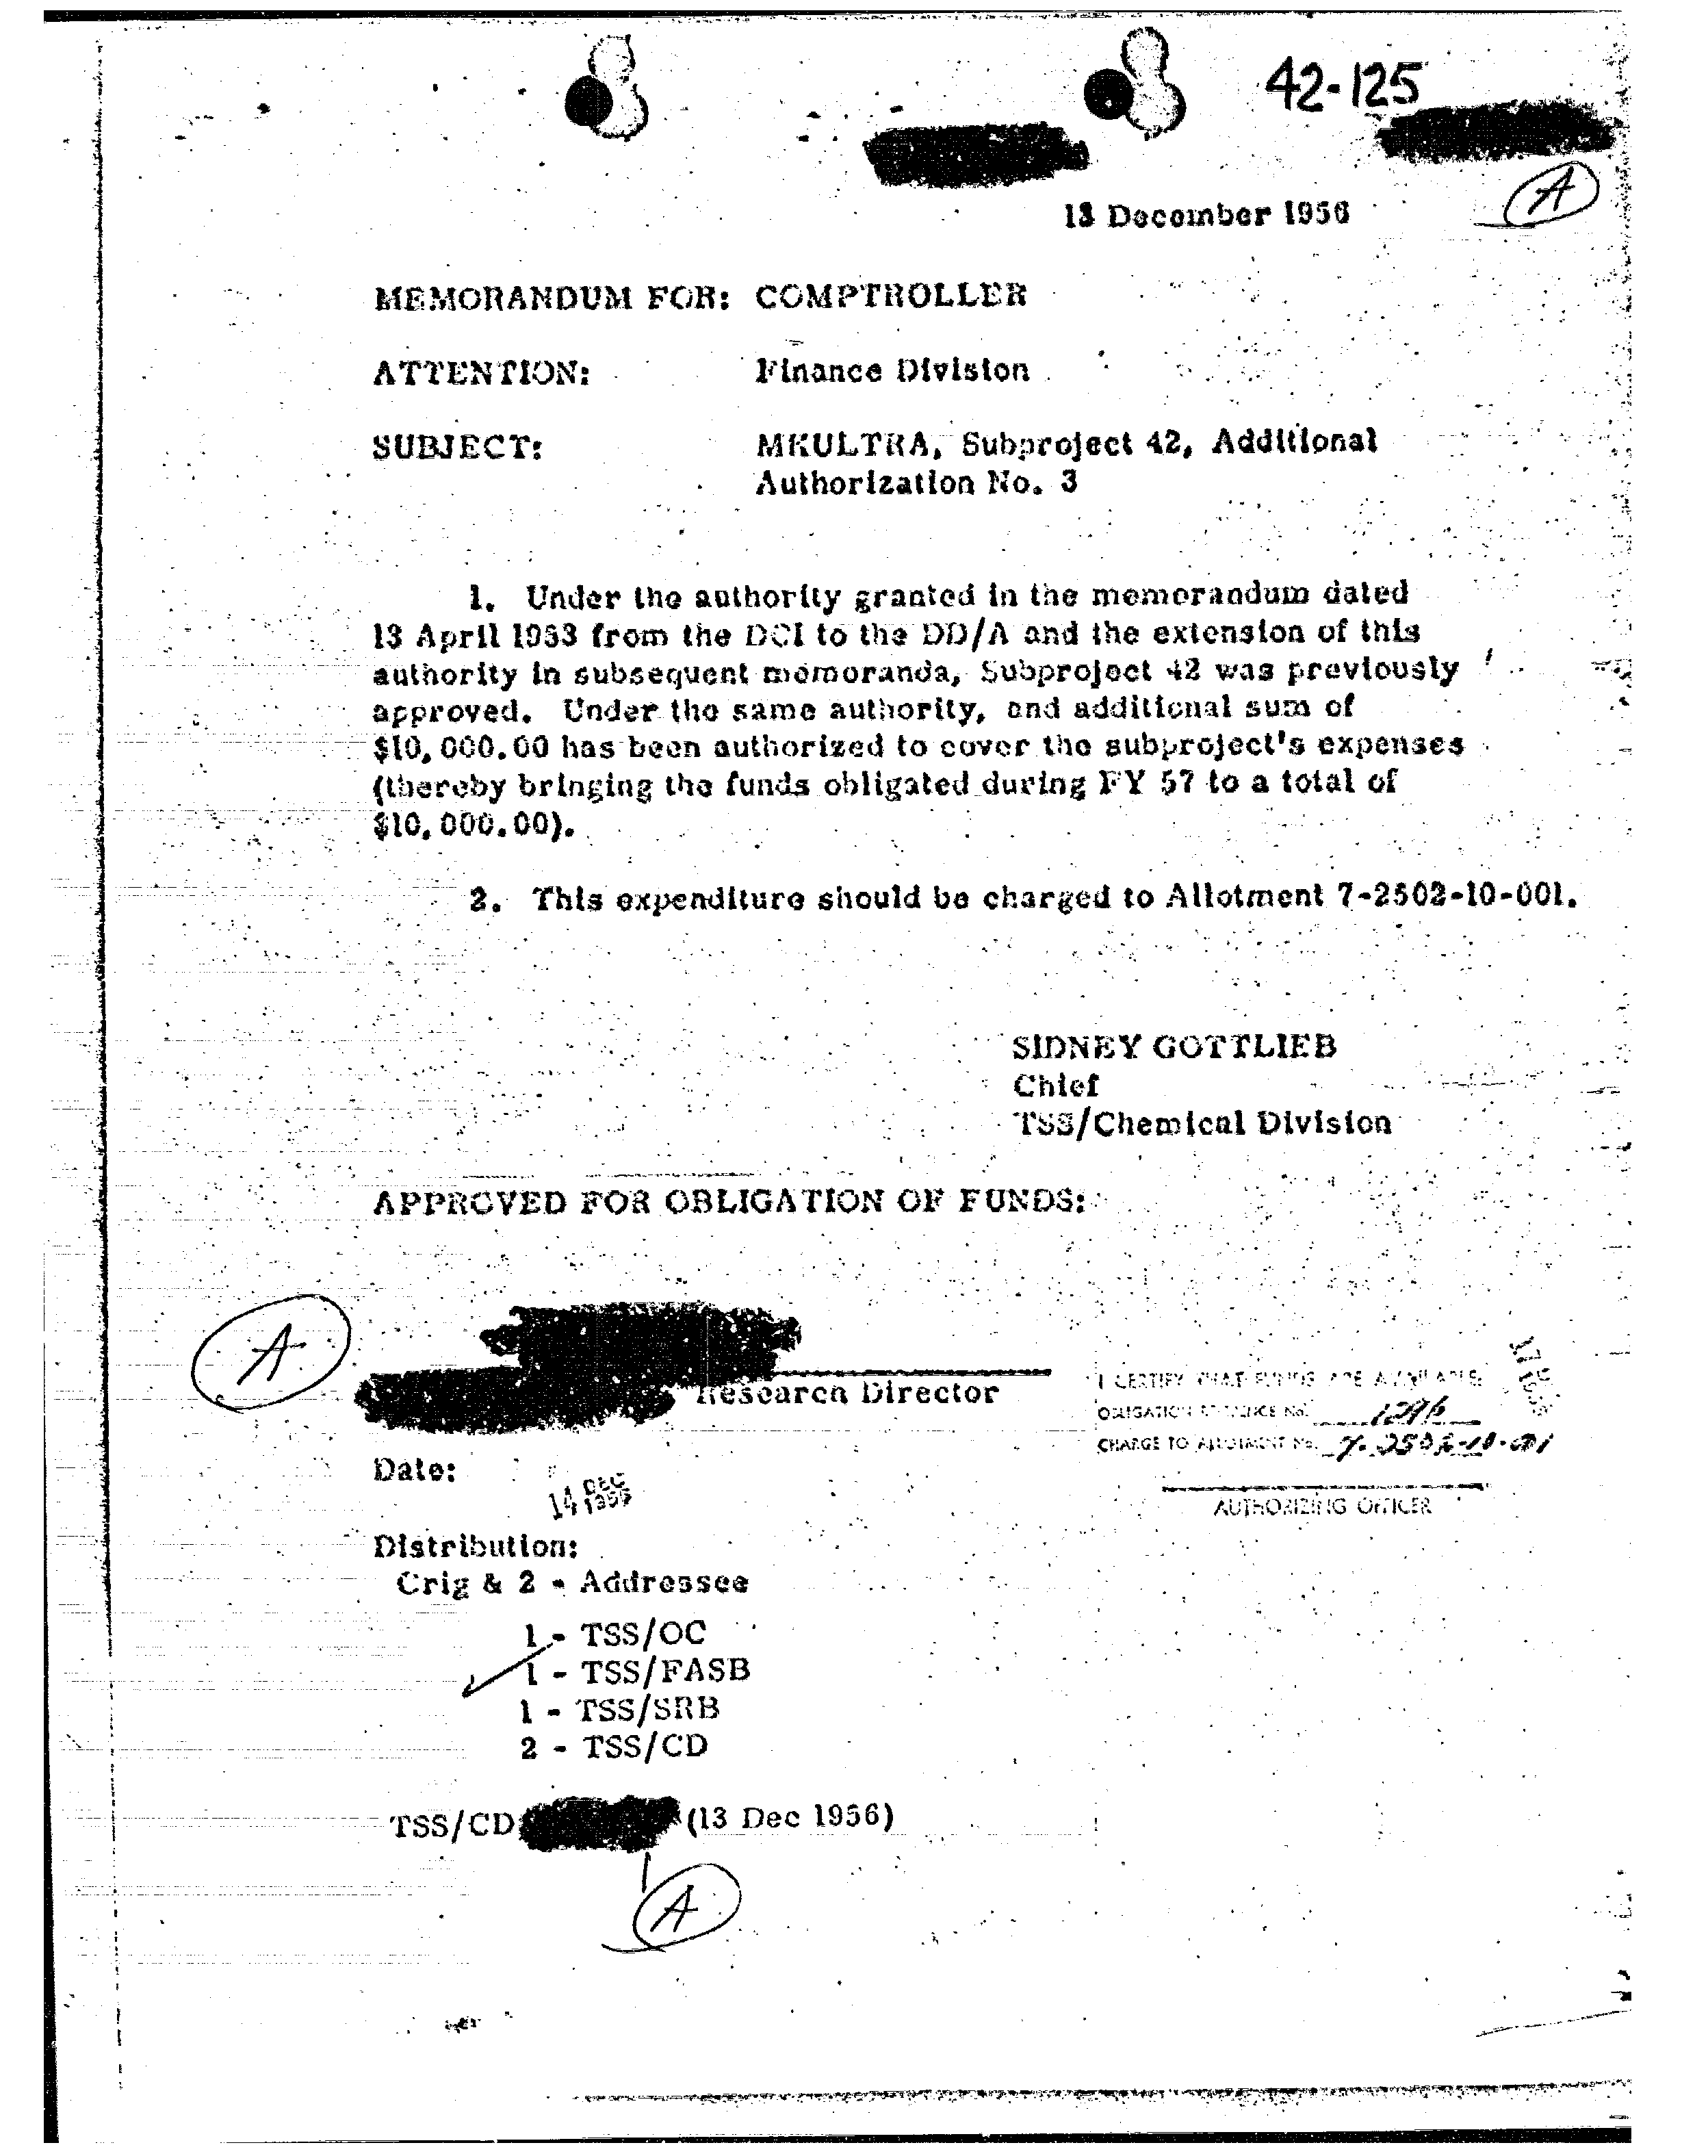 42-125
A
13 December 1956
MEMORANDUM FOR: COMPTROLLER
ATTENTION: Finance Division
SUBJECT: MKULTRA, Subproject 42, Additional
Authorization No. 3
1. Under the authority granted in the memorandum dated
13 April 1953 from the DCI to the DD/A and the extension of this
authority in subsequent memoranda, Subproject 42 was previously
approved. Under the same authority, and additional sum of
$10,000.00 has been authorized to cover the subproject's expenses
(thereby bringing the funds obligated during FY 57 to a total of
$10,000.00).
2. This expenditure should be charged to Allotment 7-2502-10-001.
SIDNEY GOTTLIEB
Chief
TSS/Chemical Division
APPROVED FOR OBLIGATION OF FUNDS:
A
Research Director
I CERTIFY THAT FUNDS ARE AVAILABLE
OBLIGATION REFERENCE No. 1296
CHARGE TO ALLOTMENT No. 7-2502-10-001
AUTHORIZING OFFICER
Date:
14 DEC 1956
Distribution:
Orig & 2 - Addressee
1 - TSS/OC
1 - TSS/FASB
1 - TSS/SRB
2 - TSS/CD
TSS/CD (13 Dec 1956)
A